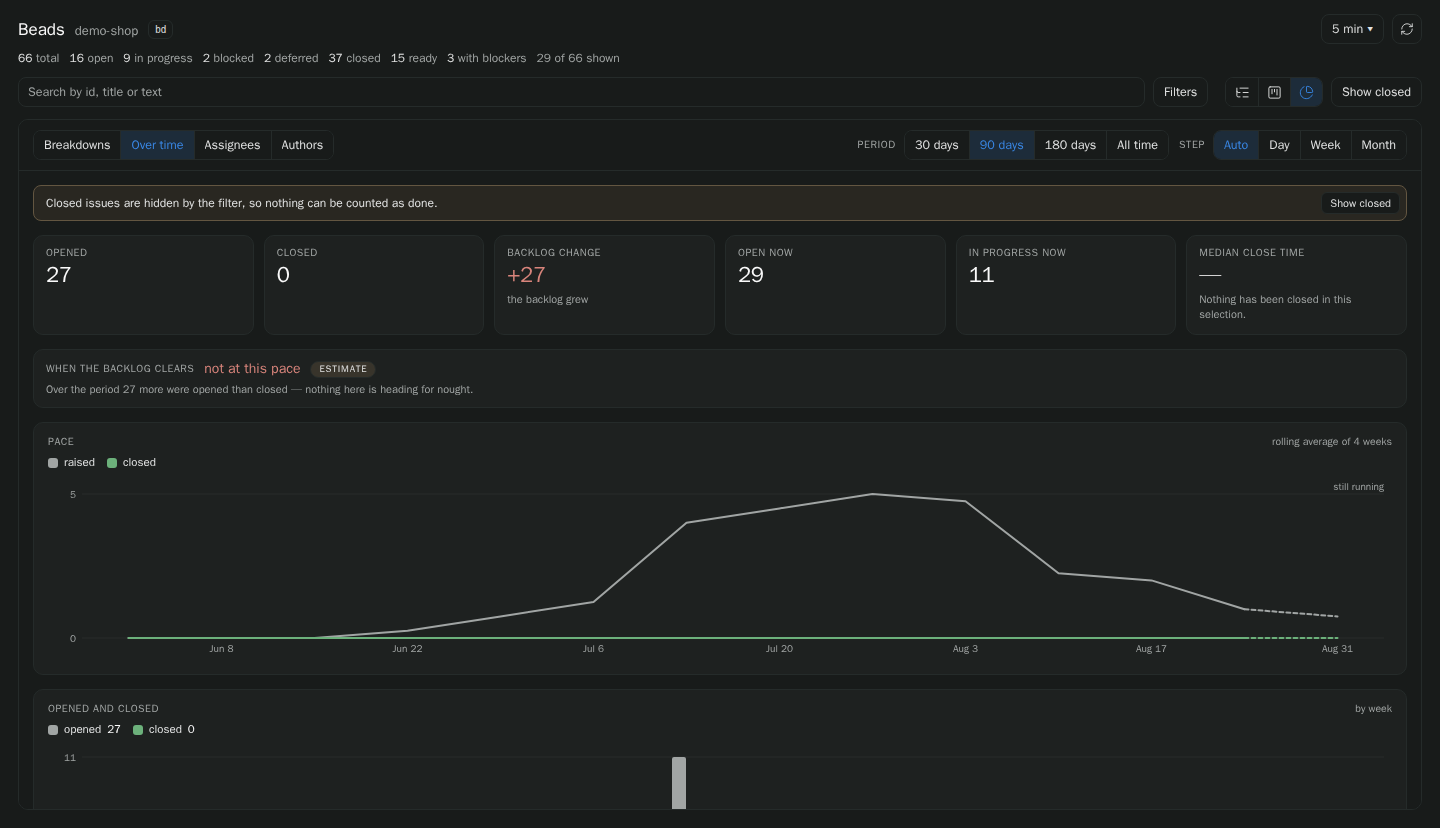 Beads demo-shop bd 5 min
66 total 16 open 9 in progress 2 blocked 2 deferred 37 closed 15 ready 3 with blockers 29 of 66 shown
Search by id, title or text Filters Show closed
Breakdowns Over time Assignees Authors PERIOD 30 days 90 days 180 days All time STEP Auto Day Week Month
Closed issues are hidden by the filter, so nothing can be counted as done. Show closed
OPENED CLOSED BACKLOG CHANGE OPEN NOW IN PROGRESS NOW MEDIAN CLOSE TIME
27 0 +27 29 11 —
the backlog grew Nothing has been closed in this
selection.
WHEN THE BACKLOG CLEARS not at this pace ESTIMATE
Over the period 27 more were opened than closed — nothing here is heading for nought.
PACE rolling average of 4 weeks
raised closed
still running
5
0
Jun 8 Jun 22 Jul 6 Jul 20 Aug 3 Aug 17 Aug 31
OPENED AND CLOSED by week
opened 27 closed 0
11